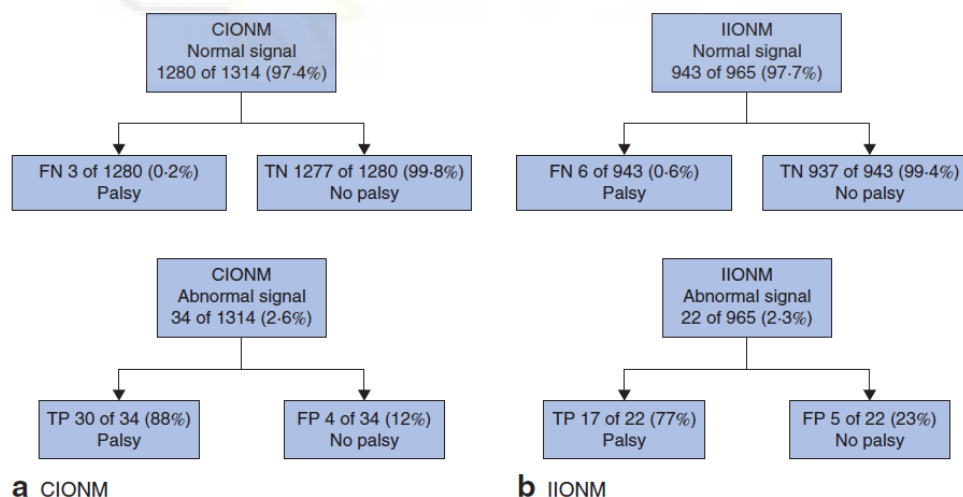 CIONM
Normal signal
1280 of 1314 (97·4%)
FN 3 of 1280 (0·2%)
Palsy
TN 1277 of 1280 (99·8%)
No palsy
CIONM
Abnormal signal
34 of 1314 (2·6%)
TP 30 of 34 (88%)
Palsy
FP 4 of 34 (12%)
No palsy
a CIONM
IIONM
Normal signal
943 of 965 (97·7%)
FN 6 of 943 (0·6%)
Palsy
TN 937 of 943 (99·4%)
No palsy
IIONM
Abnormal signal
22 of 965 (2·3%)
TP 17 of 22 (77%)
Palsy
FP 5 of 22 (23%)
No palsy
b IIONM